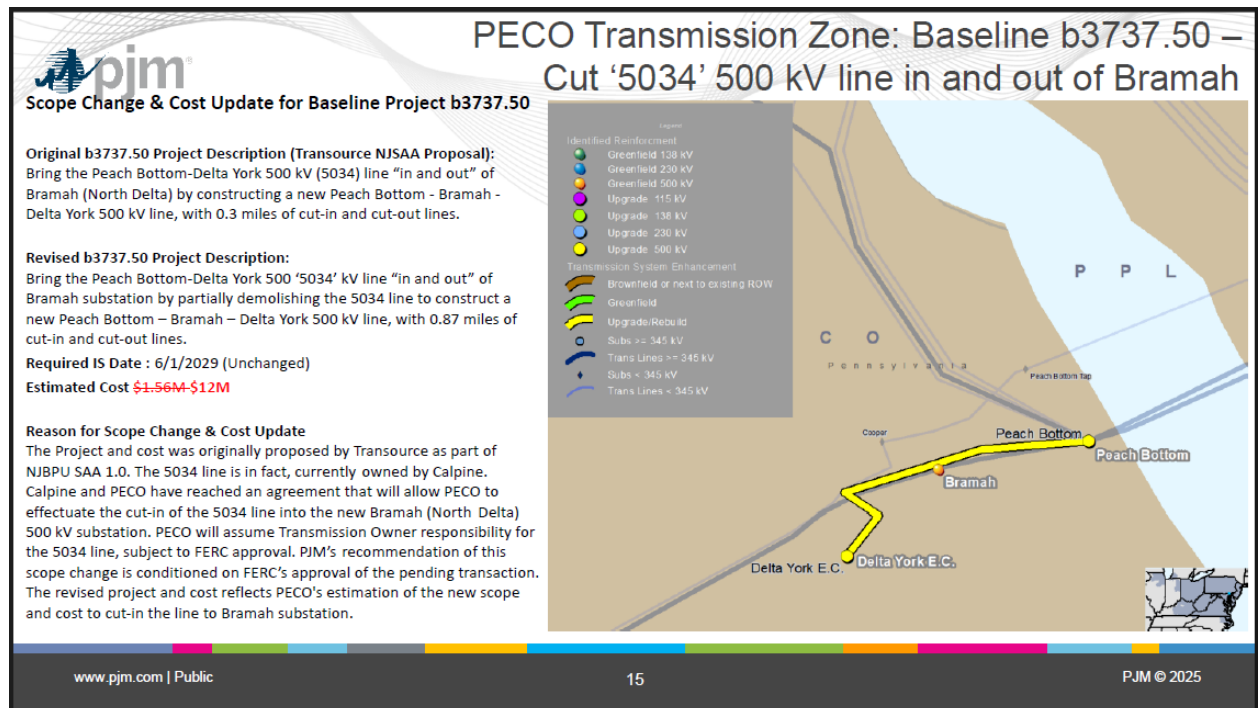 PECO Transmission Zone: Baseline b3737.50 –
Cut ‘5034’ 500 kV line in and out of Bramah
pjm
Scope Change & Cost Update for Baseline Project b3737.50
Original b3737.50 Project Description (Transource NJSAA Proposal):
Bring the Peach Bottom-Delta York 500 kV (5034) line “in and out” of
Bramah (North Delta) by constructing a new Peach Bottom - Bramah -
Delta York 500 kV line, with 0.3 miles of cut-in and cut-out lines.
Revised b3737.50 Project Description:
Bring the Peach Bottom-Delta York 500 ‘5034’ kV line “in and out” of
Bramah substation by partially demolishing the 5034 line to construct a
new Peach Bottom – Bramah – Delta York 500 kV line, with 0.87 miles of
cut-in and cut-out lines.
Required IS Date : 6/1/2029 (Unchanged)
Estimated Cost $1.56M $12M
Reason for Scope Change & Cost Update
The Project and cost was originally proposed by Transource as part of
NJBPU SAA 1.0. The 5034 line is in fact, currently owned by Calpine.
Calpine and PECO have reached an agreement that will allow PECO to
effectuate the cut-in of the 5034 line into the new Bramah (North Delta)
500 kV substation. PECO will assume Transmission Owner responsibility for
the 5034 line, subject to FERC approval. PJM’s recommendation of this
scope change is conditioned on FERC’s approval of the pending transaction.
The revised project and cost reflects PECO's estimation of the new scope
and cost to cut-in the line to Bramah substation.
Legend
Identified Reinforcment
Greenfield 138 kV
Greenfield 230 kV
Greenfield 500 kV
Upgrade 115 kV
Upgrade 138 kV
Upgrade 230 kV
Upgrade 500 kV
Transmission System Enhancement
Brownfield or next to existing ROW
Greenfield
Upgrade/Rebuild
Subs >= 345 kV
Trans Lines >= 345 kV
Subs < 345 kV
Trans Lines < 345 kV
P P L
C O
Pennsylvania
Peach Bottom Tap
Cooper
Peach Bottom
Peach Bottom
Bramah
Delta York E.C.
Delta York E.C.
www.pjm.com | Public
15
PJM © 2025